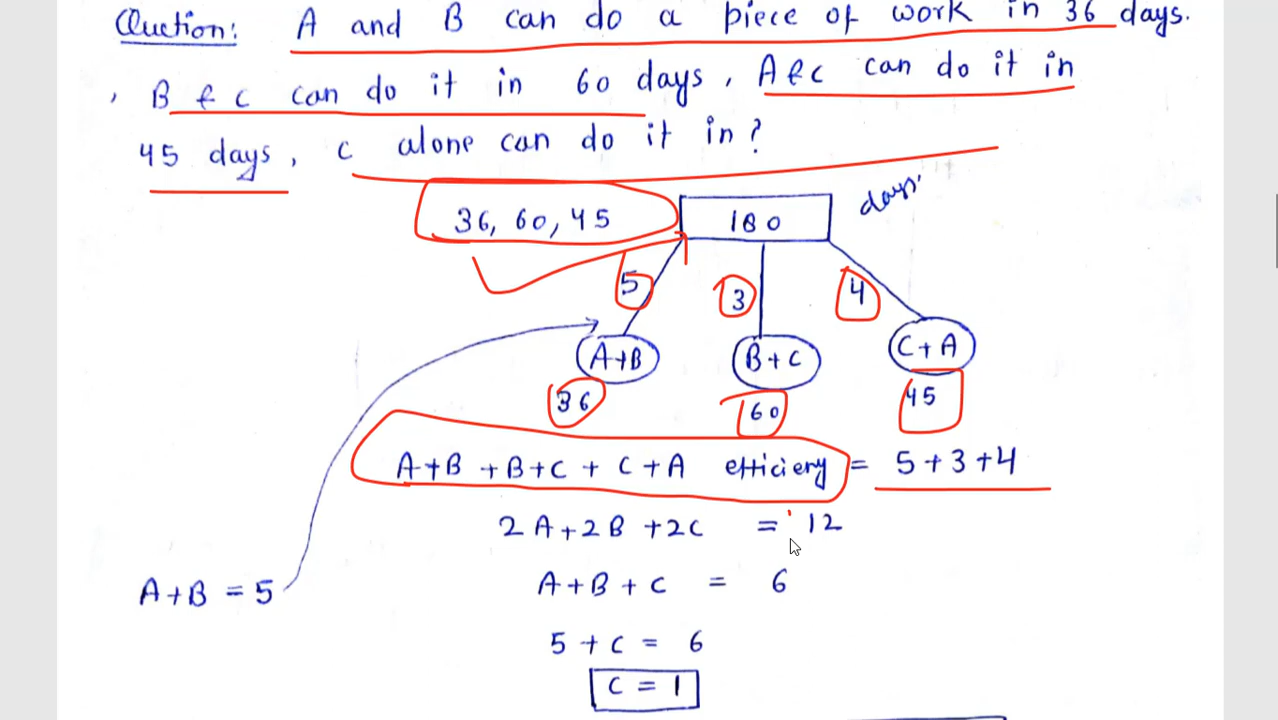 Quction: A and B can do a piece of work in 36 days.
, B & C can do it in 60 days, A&C can do it in
45 days, C alone can do it in?
36, 60, 45 180 days.
5 3 4
A+B B+C C+A
36 60 45
A+B +B+C + C+A efficiery = 5+3+4
2A+2B +2C = 12
A+B+C = 6
A+B = 5
5 + C = 6
C = 1